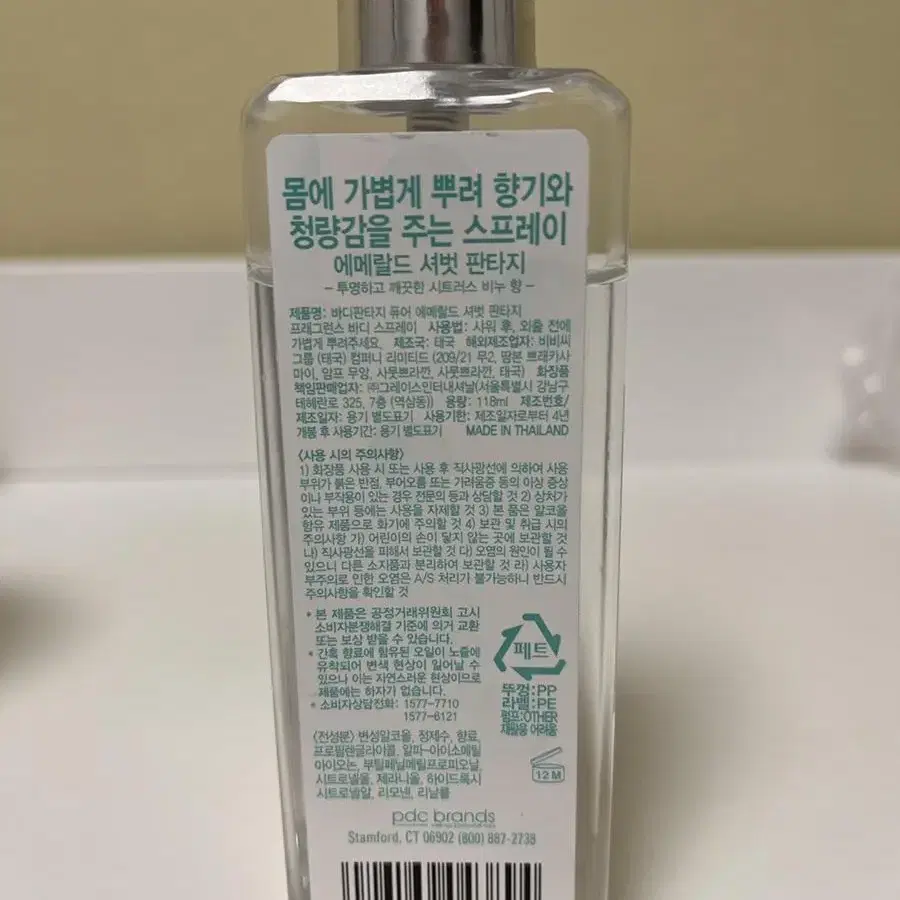 몸에 가볍게 뿌려 향기와
청량감을 주는 스프레이
에메랄드 셔벗 판타지
- 투명하고 깨끗한 시트러스 비누 향 -
제품명: 바디판타지 퓨어 에메랄드 셔벗 판타지
프래그런스 바디 스프레이 사용법: 샤워 후, 외출 전에
가볍게 뿌려주세요. 제조국: 태국 해외제조업자: 비비씨
그룹 (태국) 컴퍼니 리미티드 (209/21 무2, 땀본 쁘래카사
마이, 암프 무앙, 사뭇쁘라깐, 사뭇쁘라깐, 태국) 화장품
책임판매업자: ㈜그레이스인터내셔날(서울특별시 강남구
테헤란로 325, 7층 (역삼동)) 용량: 118ml 제조번호/
제조일자: 용기 별도표기 사용기한: 제조일자로부터 4년
개봉 후 사용기간: 용기 별도표기 MADE IN THAILAND
〈사용 시의 주의사항〉
1) 화장품 사용 시 또는 사용 후 직사광선에 의하여 사용
부위가 붉은 반점, 부어오름 또는 가려움증 등의 이상 증상
이나 부작용이 있는 경우 전문의 등과 상담할 것 2) 상처가
있는 부위 등에는 사용을 자제할 것 3) 본 품은 알코올
함유 제품으로 화기에 주의할 것 4) 보관 및 취급 시의
주의사항 가) 어린이의 손이 닿지 않는 곳에 보관할 것
나) 직사광선을 피해서 보관할 것 다) 오염의 원인이 될 수
있으니 다른 소지품과 분리하여 보관할 것 라) 사용자
부주의로 인한 오염은 A/S 처리가 불가능하니 반드시
주의사항을 확인할 것
* 본 제품은 공정거래위원회 고시
소비자분쟁해결 기준에 의거 교환
또는 보상 받을 수 있습니다.
* 간혹 향료에 함유된 오일이 노즐에
유착되어 변색 현상이 일어날 수
있으나 이는 자연스러운 현상이므로
제품에는 하자가 없습니다.
* 소비자상담전화: 1577-7710
1577-6121
페트
뚜껑:PP
라벨:PE
펌프:OTHER
재활용 어려움
12 M
〈전성분〉 변성알코올, 정제수, 향료,
프로필렌글라이콜, 알파-아이소메틸
아이오논, 부틸페닐메틸프로피오날,
시트로넬올, 제라니올, 하이드록시
시트로넬알, 리모넨, 리날룰
pdc brands
Stamford, CT 06902 (800) 887-2738